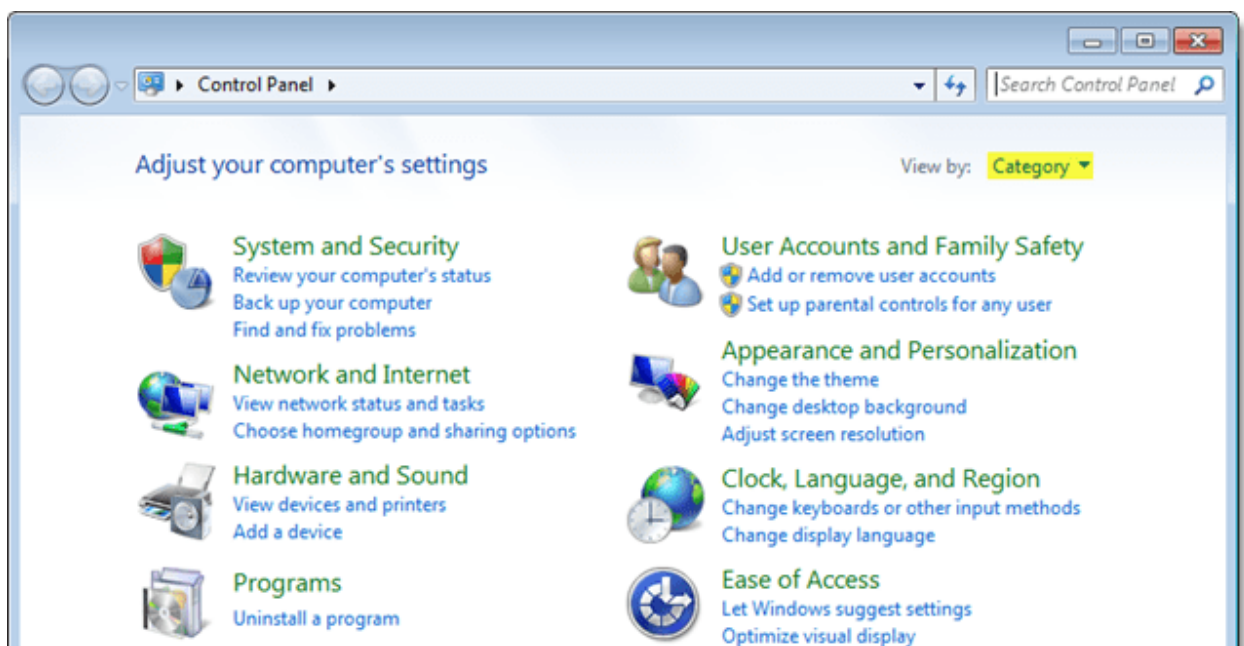 Control Panel
Search Control Panel
Adjust your computer's settings
View by: Category
System and Security
Review your computer's status
Back up your computer
Find and fix problems
Network and Internet
View network status and tasks
Choose homegroup and sharing options
Hardware and Sound
View devices and printers
Add a device
Programs
Uninstall a program
User Accounts and Family Safety
Add or remove user accounts
Set up parental controls for any user
Appearance and Personalization
Change the theme
Change desktop background
Adjust screen resolution
Clock, Language, and Region
Change keyboards or other input methods
Change display language
Ease of Access
Let Windows suggest settings
Optimize visual display